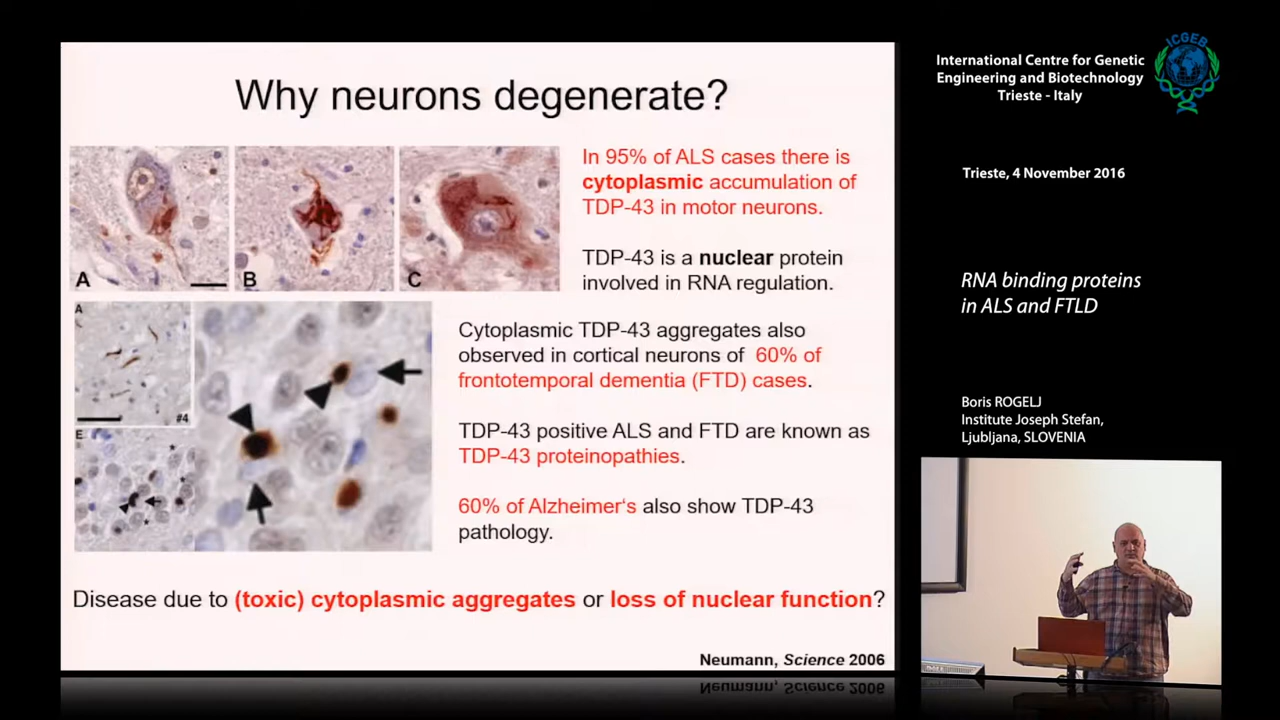 Why neurons degenerate?
A
B
C
In 95% of ALS cases there is
cytoplasmic accumulation of
TDP-43 in motor neurons.
TDP-43 is a nuclear protein
involved in RNA regulation.
A
#4
E
Cytoplasmic TDP-43 aggregates also
observed in cortical neurons of 60% of
frontotemporal dementia (FTD) cases.
TDP-43 positive ALS and FTD are known as
TDP-43 proteinopathies.
60% of Alzheimer‘s also show TDP-43
pathology.
Disease due to (toxic) cytoplasmic aggregates or loss of nuclear function?
Neumann, Science 2006
International Centre for Genetic
Engineering and Biotechnology
Trieste - Italy
ICGEB
Trieste, 4 November 2016
RNA binding proteins
in ALS and FTLD
Boris ROGELJ
Institute Joseph Stefan,
Ljubljana, SLOVENIA